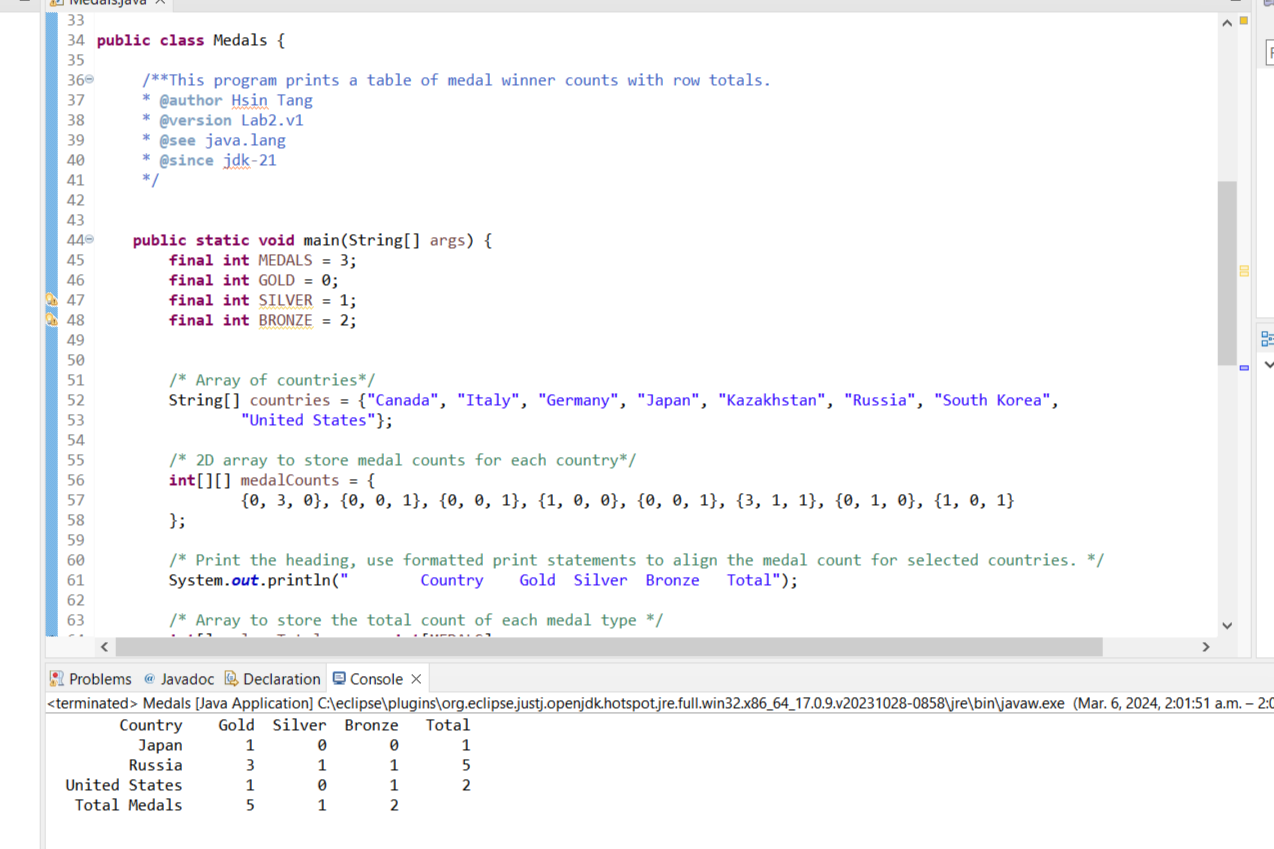 Medals.java
33
34 public class Medals {
35
36 /**This program prints a table of medal winner counts with row totals.
37 * @author Hsin Tang
38 * @version Lab2.v1
39 * @see java.lang
40 * @since jdk-21
41 */
42
43
44 public static void main(String[] args) {
45 final int MEDALS = 3;
46 final int GOLD = 0;
47 final int SILVER = 1;
48 final int BRONZE = 2;
49
50
51 /* Array of countries*/
52 String[] countries = {"Canada", "Italy", "Germany", "Japan", "Kazakhstan", "Russia", "South Korea",
53 "United States"};
54
55 /* 2D array to store medal counts for each country*/
56 int[][] medalCounts = {
57 {0, 3, 0}, {0, 0, 1}, {0, 0, 1}, {1, 0, 0}, {0, 0, 1}, {3, 1, 1}, {0, 1, 0}, {1, 0, 1}
58 };
59
60 /* Print the heading, use formatted print statements to align the medal count for selected countries. */
61 System.out.println("        Country    Gold  Silver  Bronze   Total");
62
63 /* Array to store the total count of each medal type */
Problems @ Javadoc Declaration Console
<terminated> Medals [Java Application] C:\eclipse\plugins\org.eclipse.justj.openjdk.hotspot.jre.full.win32.x86_64_17.0.9.v20231028-0858\jre\bin\javaw.exe (Mar. 6, 2024, 2:01:51 a.m. –
Country Gold Silver Bronze Total
Japan 1 0 0 1
Russia 3 1 1 5
United States 1 0 1 2
Total Medals 5 1 2